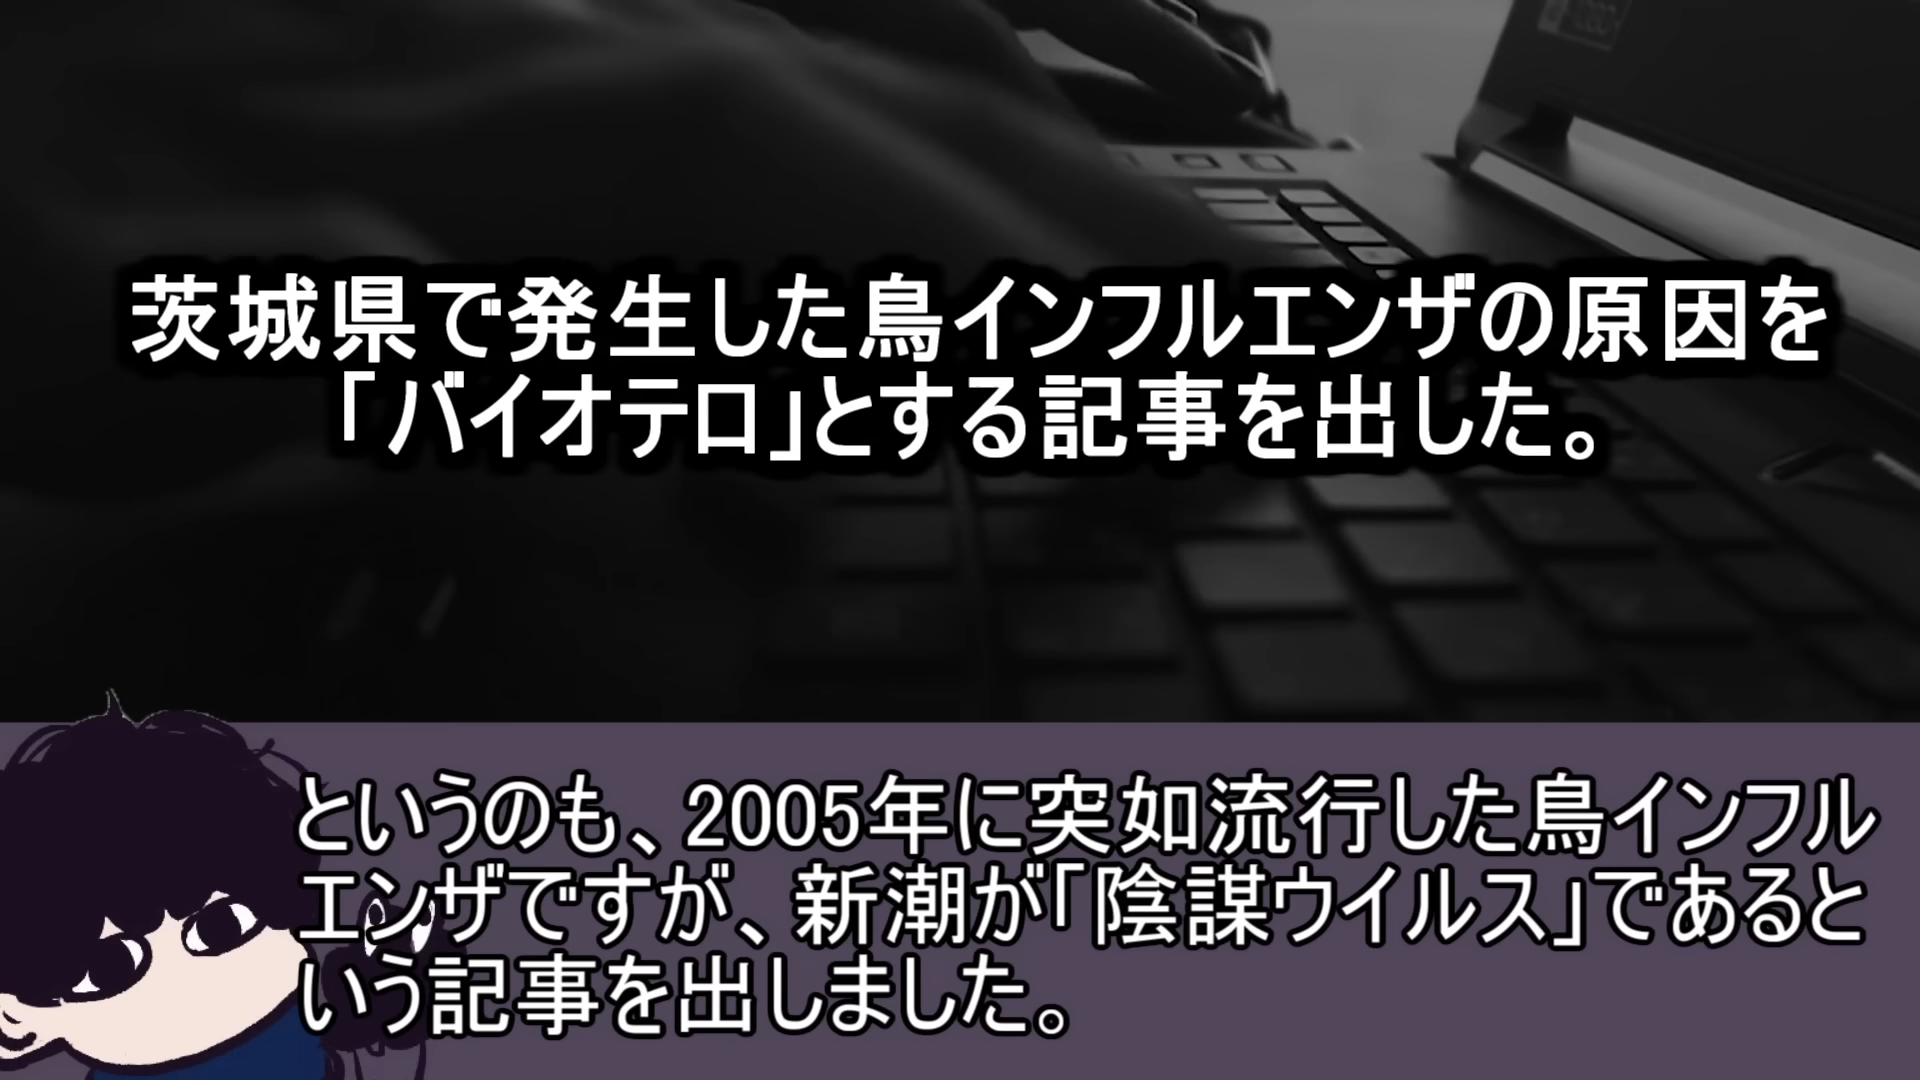 茨城県で発生した鳥インフルエンザの原因を
「バイオテロ」とする記事を出した。
というのも、2005年に突如流行した鳥インフル
エンザですが、新潮が「陰謀ウイルス」であると
いう記事を出しました。